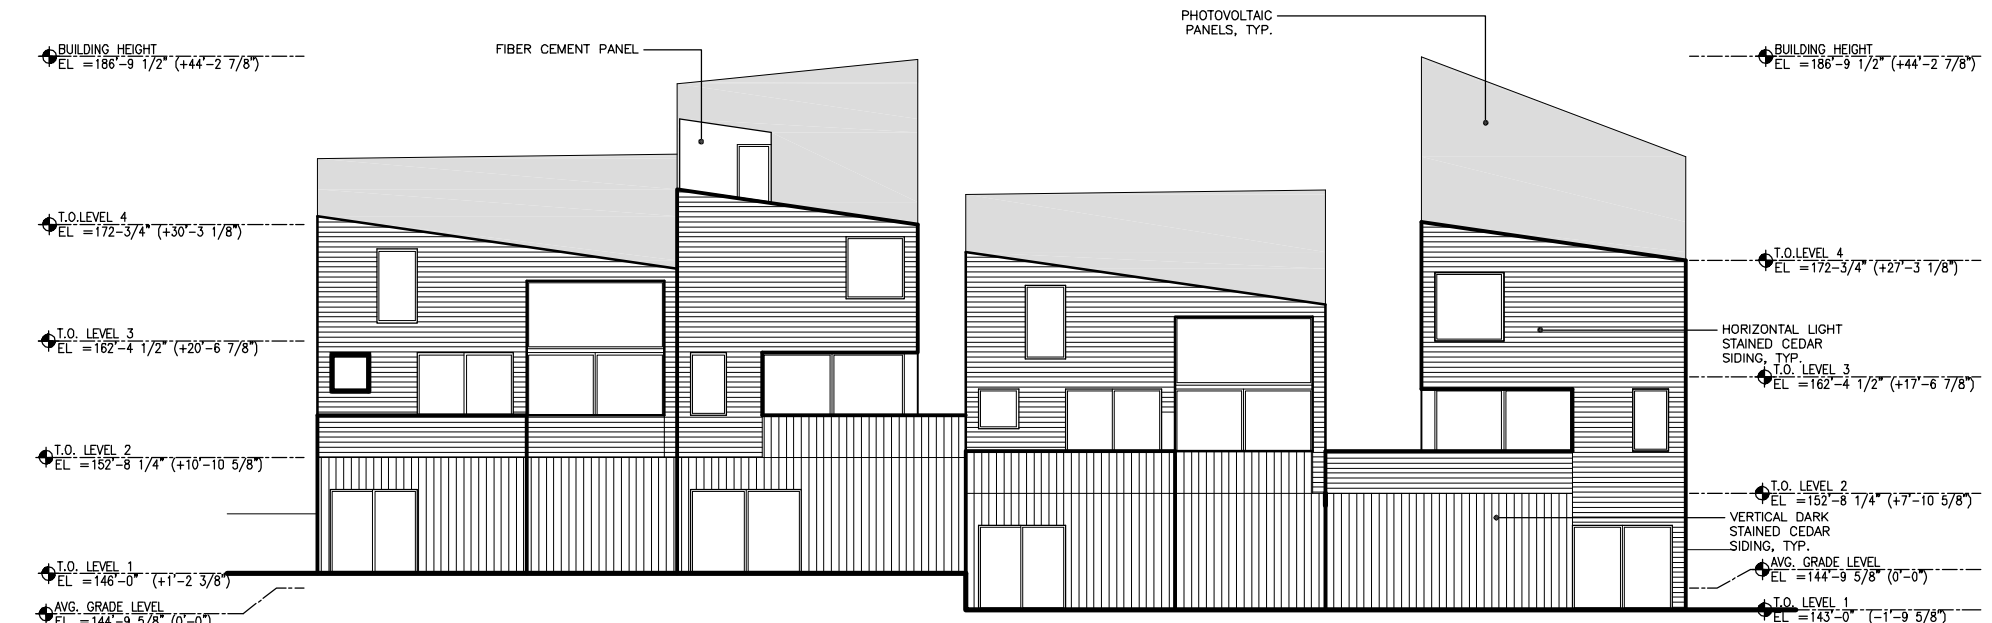 PHOTOVOLTAIC
PANELS, TYP.
FIBER CEMENT PANEL
BUILDING HEIGHT
EL =186'-9 1/2" (+44'-2 7/8")
T.O.LEVEL 4
EL =172-3/4" (+30'-3 1/8")
T.O. LEVEL 3
EL =162'-4 1/2" (+20'-6 7/8")
T.O. LEVEL 2
EL =152'-8 1/4" (+10'-10 5/8")
T.O. LEVEL 1
EL =146'-0" (+1'-2 3/8")
AVG. GRADE LEVEL
EL =144'-9 5/8" (0'-0")
BUILDING HEIGHT
EL =186'-9 1/2" (+44'-2 7/8")
T.O.LEVEL 4
EL =172-3/4" (+27'-3 1/8")
HORIZONTAL LIGHT
STAINED CEDAR
SIDING, TYP.
T.O. LEVEL 3
EL =162'-4 1/2" (+17'-6 7/8")
T.O. LEVEL 2
EL =152'-8 1/4" (+7'-10 5/8")
VERTICAL DARK
STAINED CEDAR
SIDING, TYP.
AVG. GRADE LEVEL
EL =144'-9 5/8" (0'-0")
T.O. LEVEL 1
EL =143'-0" (-1'-9 5/8")